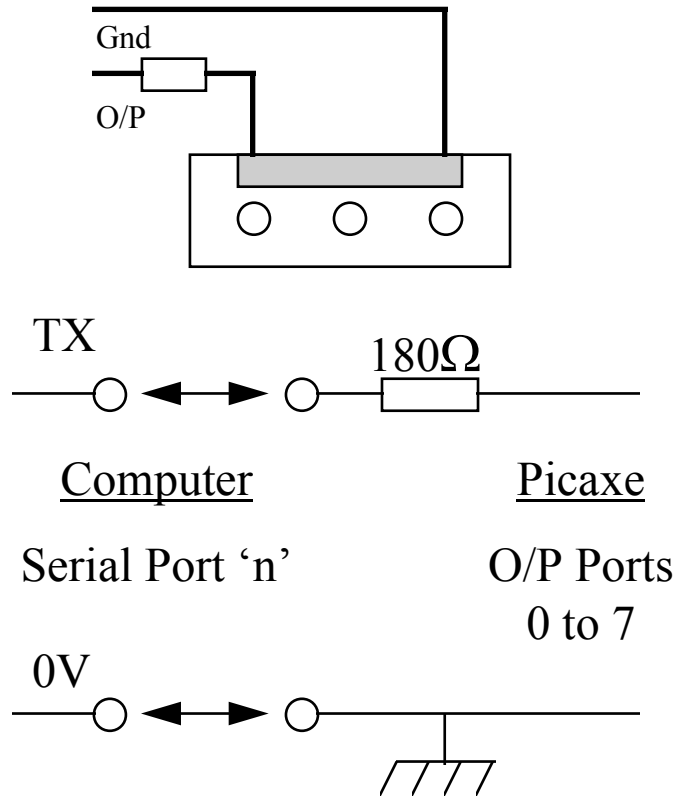 Gnd
O/P
TX
180Ω
Computer
Picaxe
Serial Port ‘n’
O/P Ports
0 to 7
0V